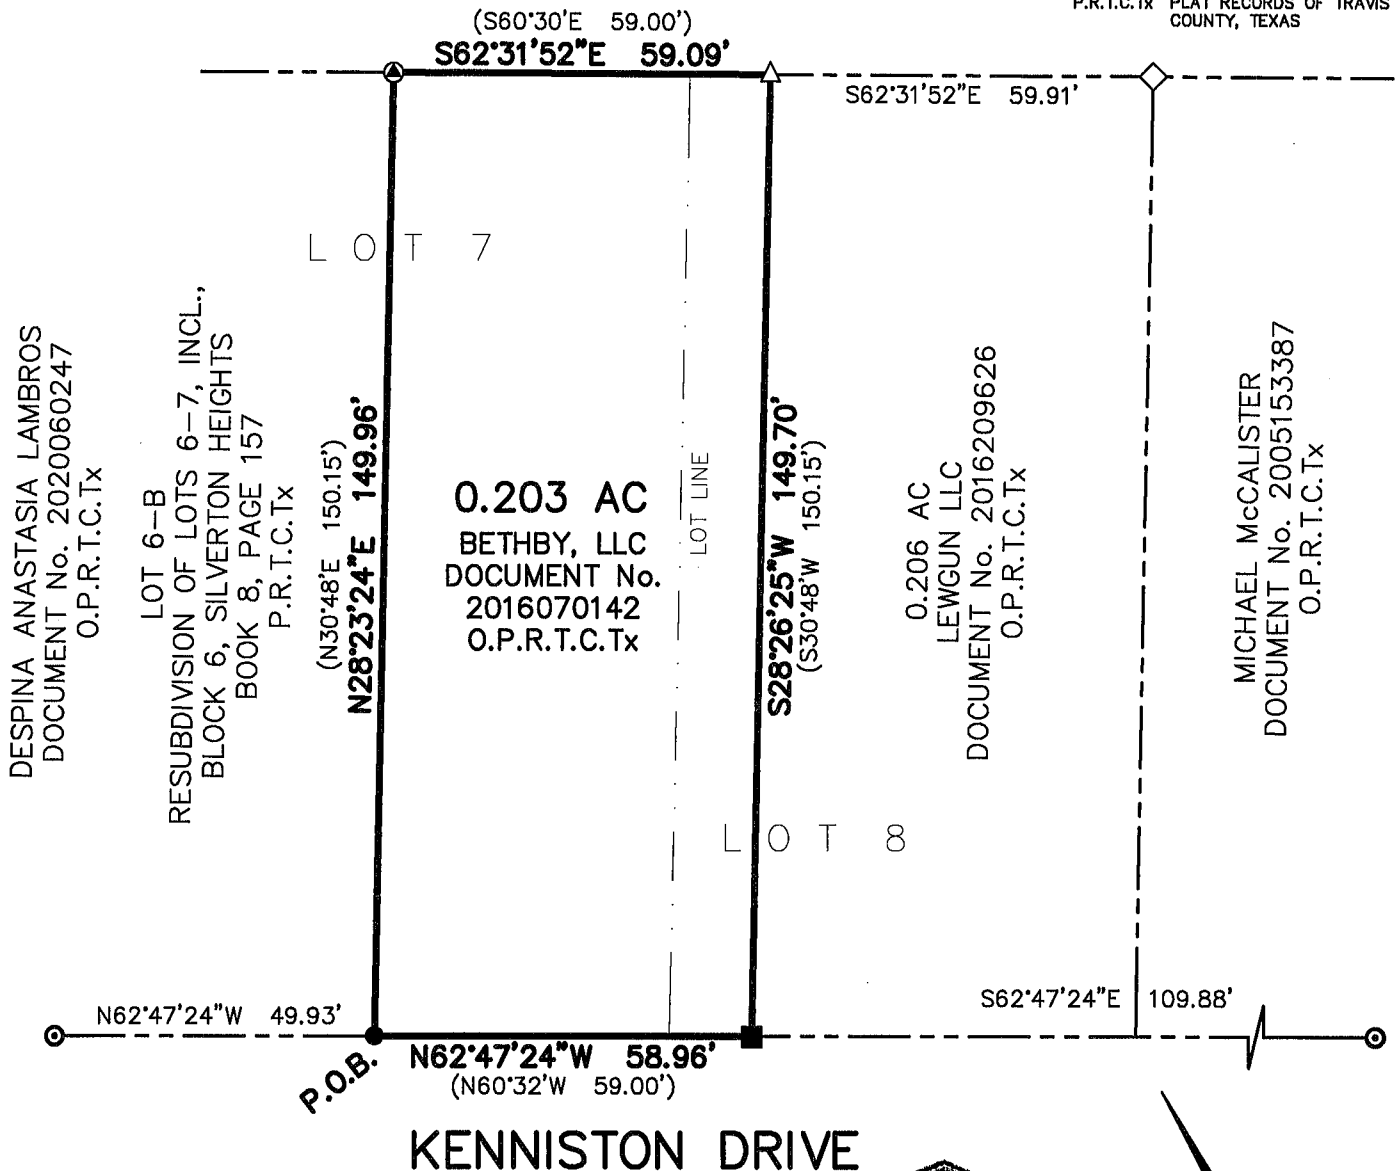 P.R.T.C.Tx PLAT RECORDS OF TRAVIS
COUNTY, TEXAS
(S60°30'E 59.00')
S62°31'52"E 59.09'
S62°31'52"E 59.91'
LOT 7
DESPINA ANASTASIA LAMBROS
DOCUMENT No. 2020060247
O.P.R.T.C.Tx
LOT 6-B
RESUBDIVISION OF LOTS 6-7, INCL.,
BLOCK 6, SILVERTON HEIGHTS
BOOK 8, PAGE 157
P.R.T.C.Tx
(N30°48'E 150.15')
N28°23'24"E 149.96'
0.203 AC
BETHBY, LLC
DOCUMENT No.
2016070142
O.P.R.T.C.Tx
LOT LINE
S28°26'25"W 149.70'
(S30°48'W 150.15')
0.206 AC
LEWGUN LLC
DOCUMENT No. 2016209626
O.P.R.T.C.Tx
MICHAEL McCALISTER
DOCUMENT No. 2005153387
O.P.R.T.C.Tx
LOT 8
N62°47'24"W 49.93'
S62°47'24"E 109.88'
P.O.B.
N62°47'24"W 58.96'
(N60°32'W 59.00')
KENNISTON DRIVE